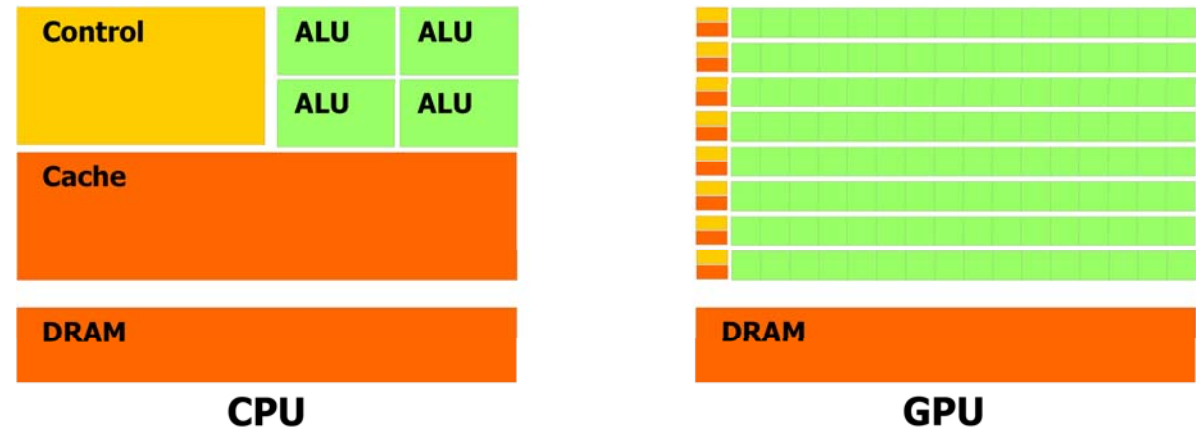 Control
ALU ALU
ALU ALU
Cache
DRAM
CPU
DRAM
GPU